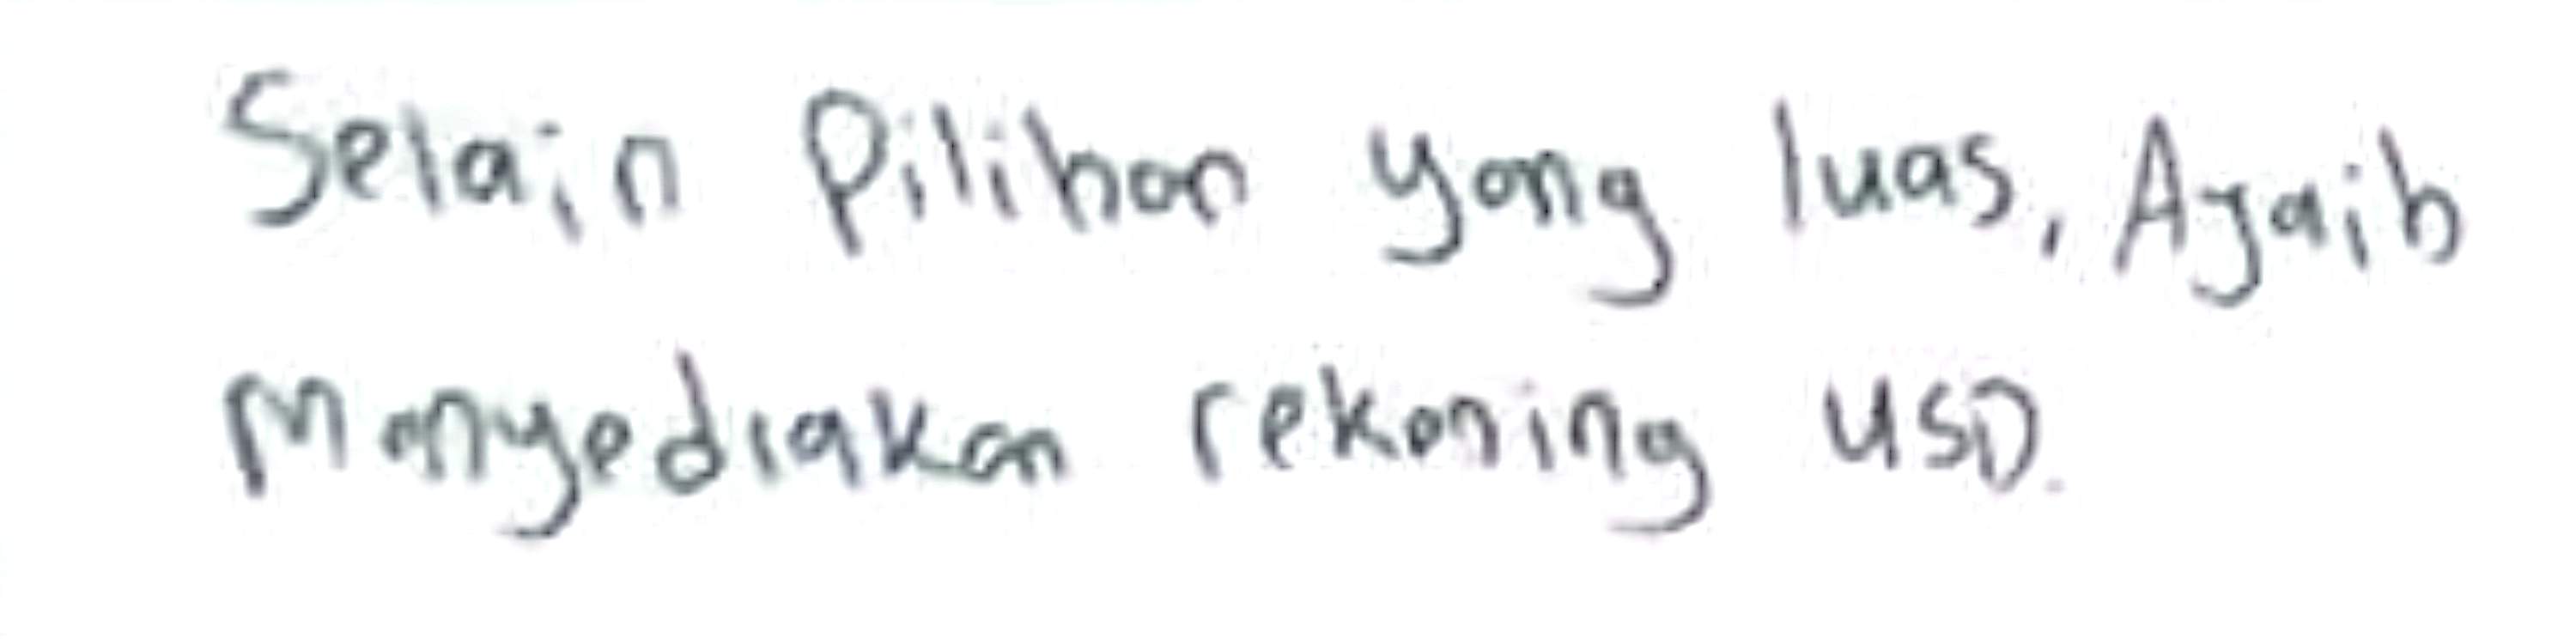 Selain Pilihan yang luas, Ajaib
Menyediakan rekening USD.